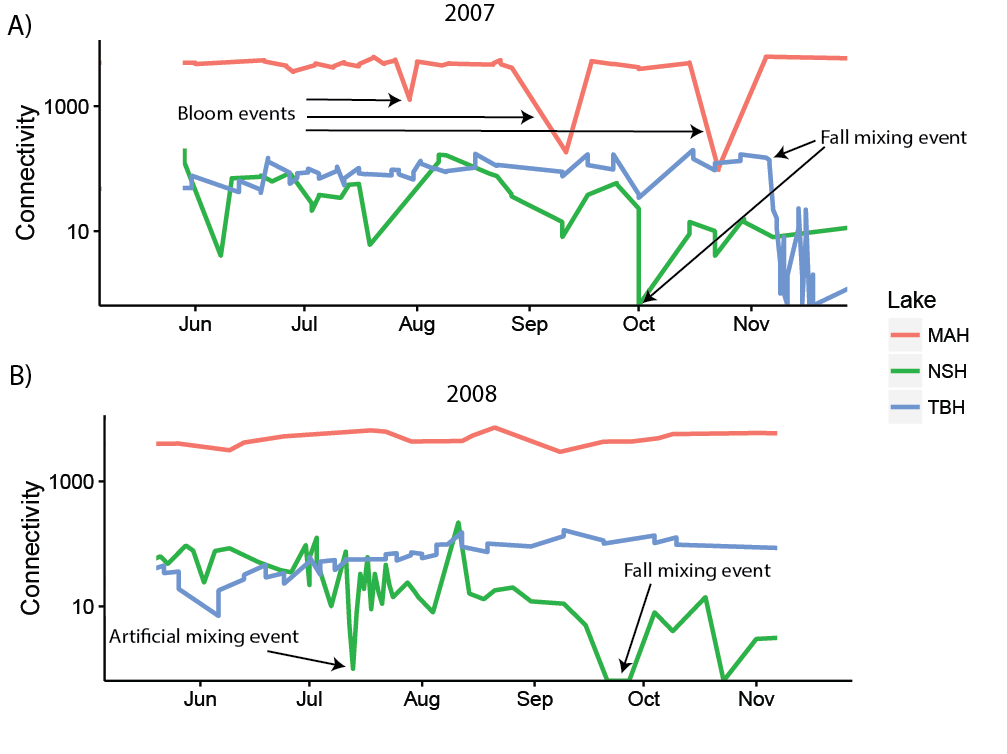 A)
2007
Connectivity
1000
10
Bloom events
Fall mixing event
Jun Jul Aug Sep Oct Nov
Lake
MAH
NSH
TBH
B)
2008
Connectivity
1000
10
Fall mixing event
Artificial mixing event
Jun Jul Aug Sep Oct Nov